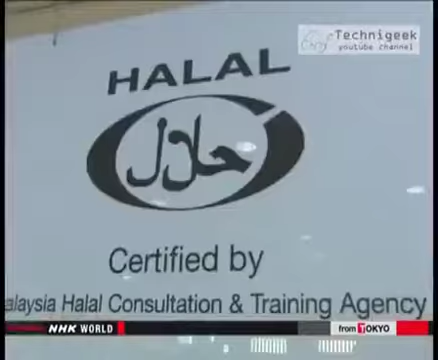 Technigeek
youtube channel
HALAL
حلال
Certified by
alaysia Halal Consultation & Training Agency
NHK WORLD
from TOKYO